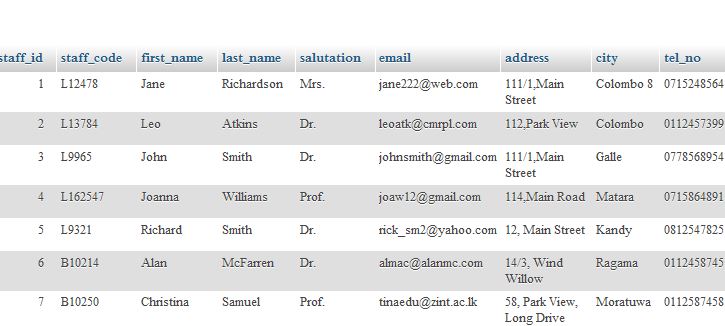 staff_id staff_code first_name last_name salutation email address city tel_no
1 L12478 Jane Richardson Mrs. jane222@web.com 111/1,Main Colombo 8 0715248564
Street
2 L13784 Leo Atkins Dr. leoatk@cmrpl.com 112,Park View Colombo 0112457399
3 L9965 John Smith Dr. johnsmith@gmail.com 111/1,Main Galle 0778568954
Street
4 L162547 Joanna Williams Prof. joaw12@gmail.com 114,Main Road Matara 0715864891
5 L9321 Richard Smith Dr. rick_sm2@yahoo.com 12, Main Street Kandy 0812547825
6 B10214 Alan McFarren Dr. almac@alanmc.com 14/3, Wind Ragama 0112458745
Willow
7 B10250 Christina Samuel Prof. tinaedu@zint.ac.lk 58, Park View, Moratuwa 0112587458
Long Drive